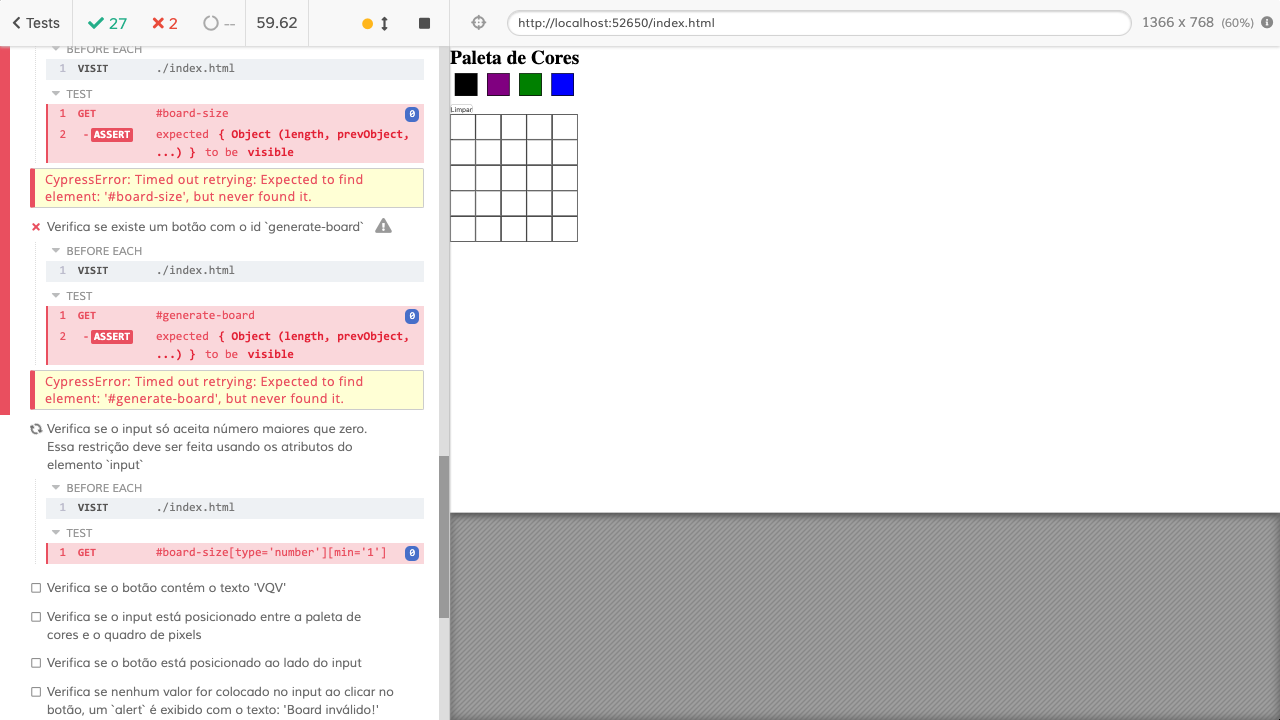 Tests
27
2
--
59.62
http://localhost:52650/index.html
1366 x 768 (60%)
BEFORE EACH
1 VISIT ./index.html
TEST
1 GET #board-size 0
2 - ASSERT expected { Object (length, prevObject,
...) } to be visible
CypressError: Timed out retrying: Expected to find
element: '#board-size', but never found it.
Verifica se existe um botão com o id `generate-board`
BEFORE EACH
1 VISIT ./index.html
TEST
1 GET #generate-board 0
2 - ASSERT expected { Object (length, prevObject,
...) } to be visible
CypressError: Timed out retrying: Expected to find
element: '#generate-board', but never found it.
Verifica se o input só aceita número maiores que zero.
Essa restrição deve ser feita usando os atributos do
elemento `input`
BEFORE EACH
1 VISIT ./index.html
TEST
1 GET #board-size[type='number'][min='1'] 0
Verifica se o botão contém o texto 'VQV'
Verifica se o input está posicionado entre a paleta de
cores e o quadro de pixels
Verifica se o botão está posicionado ao lado do input
Verifica se nenhum valor for colocado no input ao clicar no
botão, um `alert` é exibido com o texto: 'Board inválido!'
Paleta de Cores
Limpar